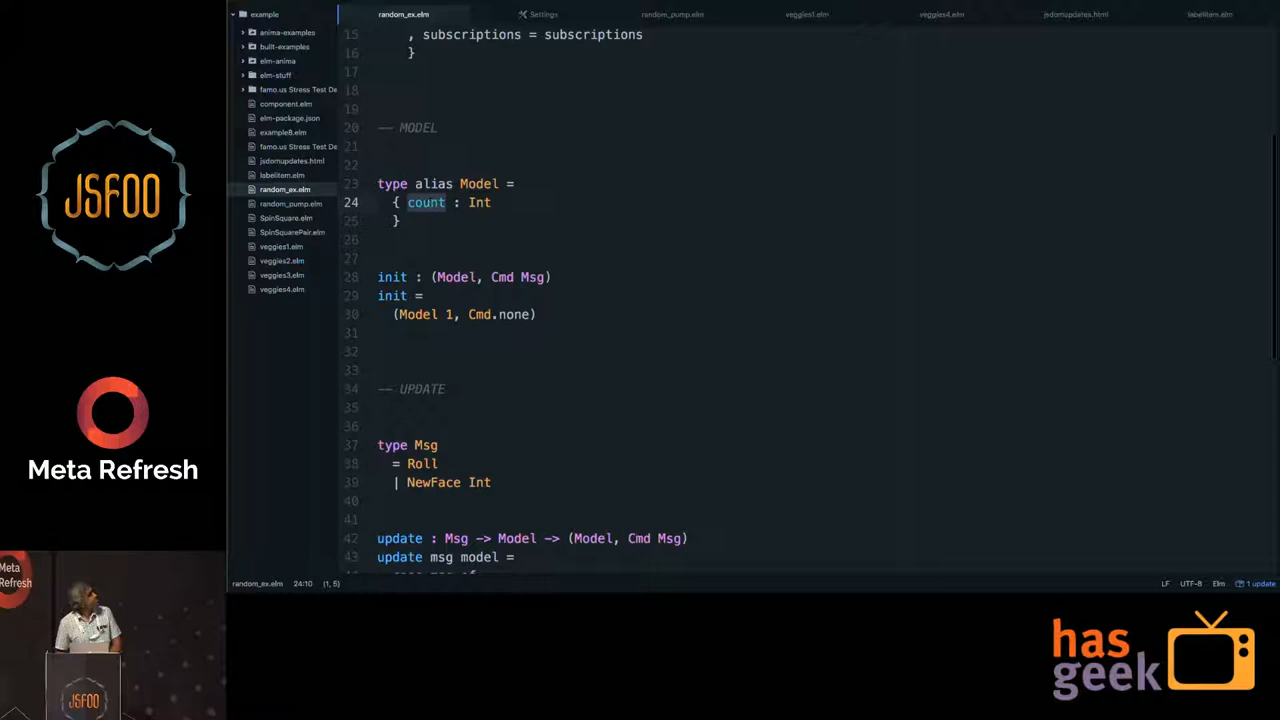 example
random_ex.elm
Settings
random_pump.elm
veggies1.elm
veggies4.elm
jsdomupdates.html
labelitem.elm
anima-examples
built-examples
elm-anima
elm-stuff
famo.us Stress Test De
component.elm
elm-package.json
example8.elm
famo.us Stress Test De
jsdomupdates.html
labelitem.elm
random_ex.elm
random_pump.elm
SpinSquare.elm
SpinSquarePair.elm
veggies1.elm
veggies2.elm
veggies3.elm
veggies4.elm
15 , subscriptions = subscriptions
16 }
17
18
19
20 -- MODEL
21
22
23 type alias Model =
24 { count : Int
25 }
26
27
28 init : (Model, Cmd Msg)
29 init =
30 (Model 1, Cmd.none)
31
32
33
34 -- UPDATE
35
36
37 type Msg
38 = Roll
39 | NewFace Int
40
41
42 update : Msg -> Model -> (Model, Cmd Msg)
43 update msg model =
random_ex.elm 24:10 (1, 5)
LF UTF-8 Elm 1 update
JSFOO
Meta Refresh
Meta
Refresh
JSFOO
has
geek